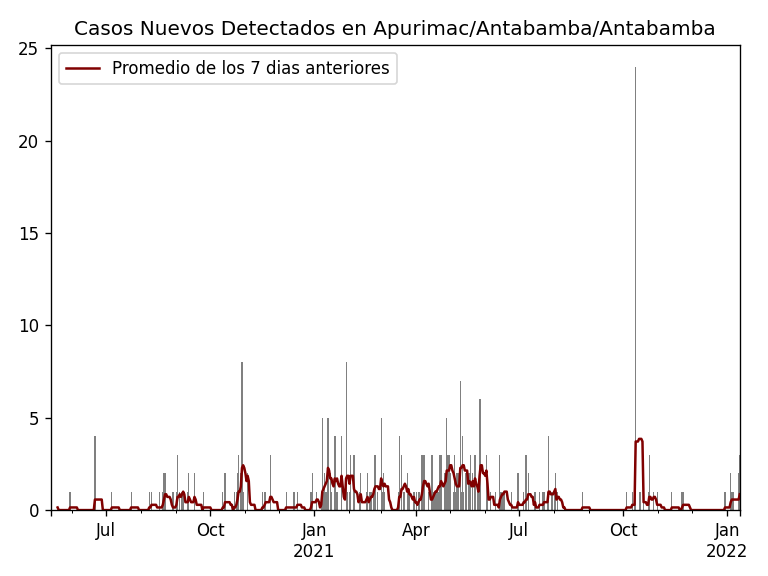 Casos Nuevos Detectados en Apurimac/Antabamba/Antabamba
Promedio de los 7 dias anteriores
25
20
15
10
5
0
Jul Oct Jan Apr Jul Oct Jan
2021 2022